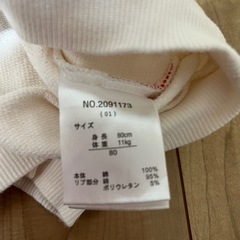 NO.2091173
(01)
サイズ
身長 80cm
体重 11kg
80
本体 綿 100%
リブ部分 綿 95%
ポリウレタン 5%